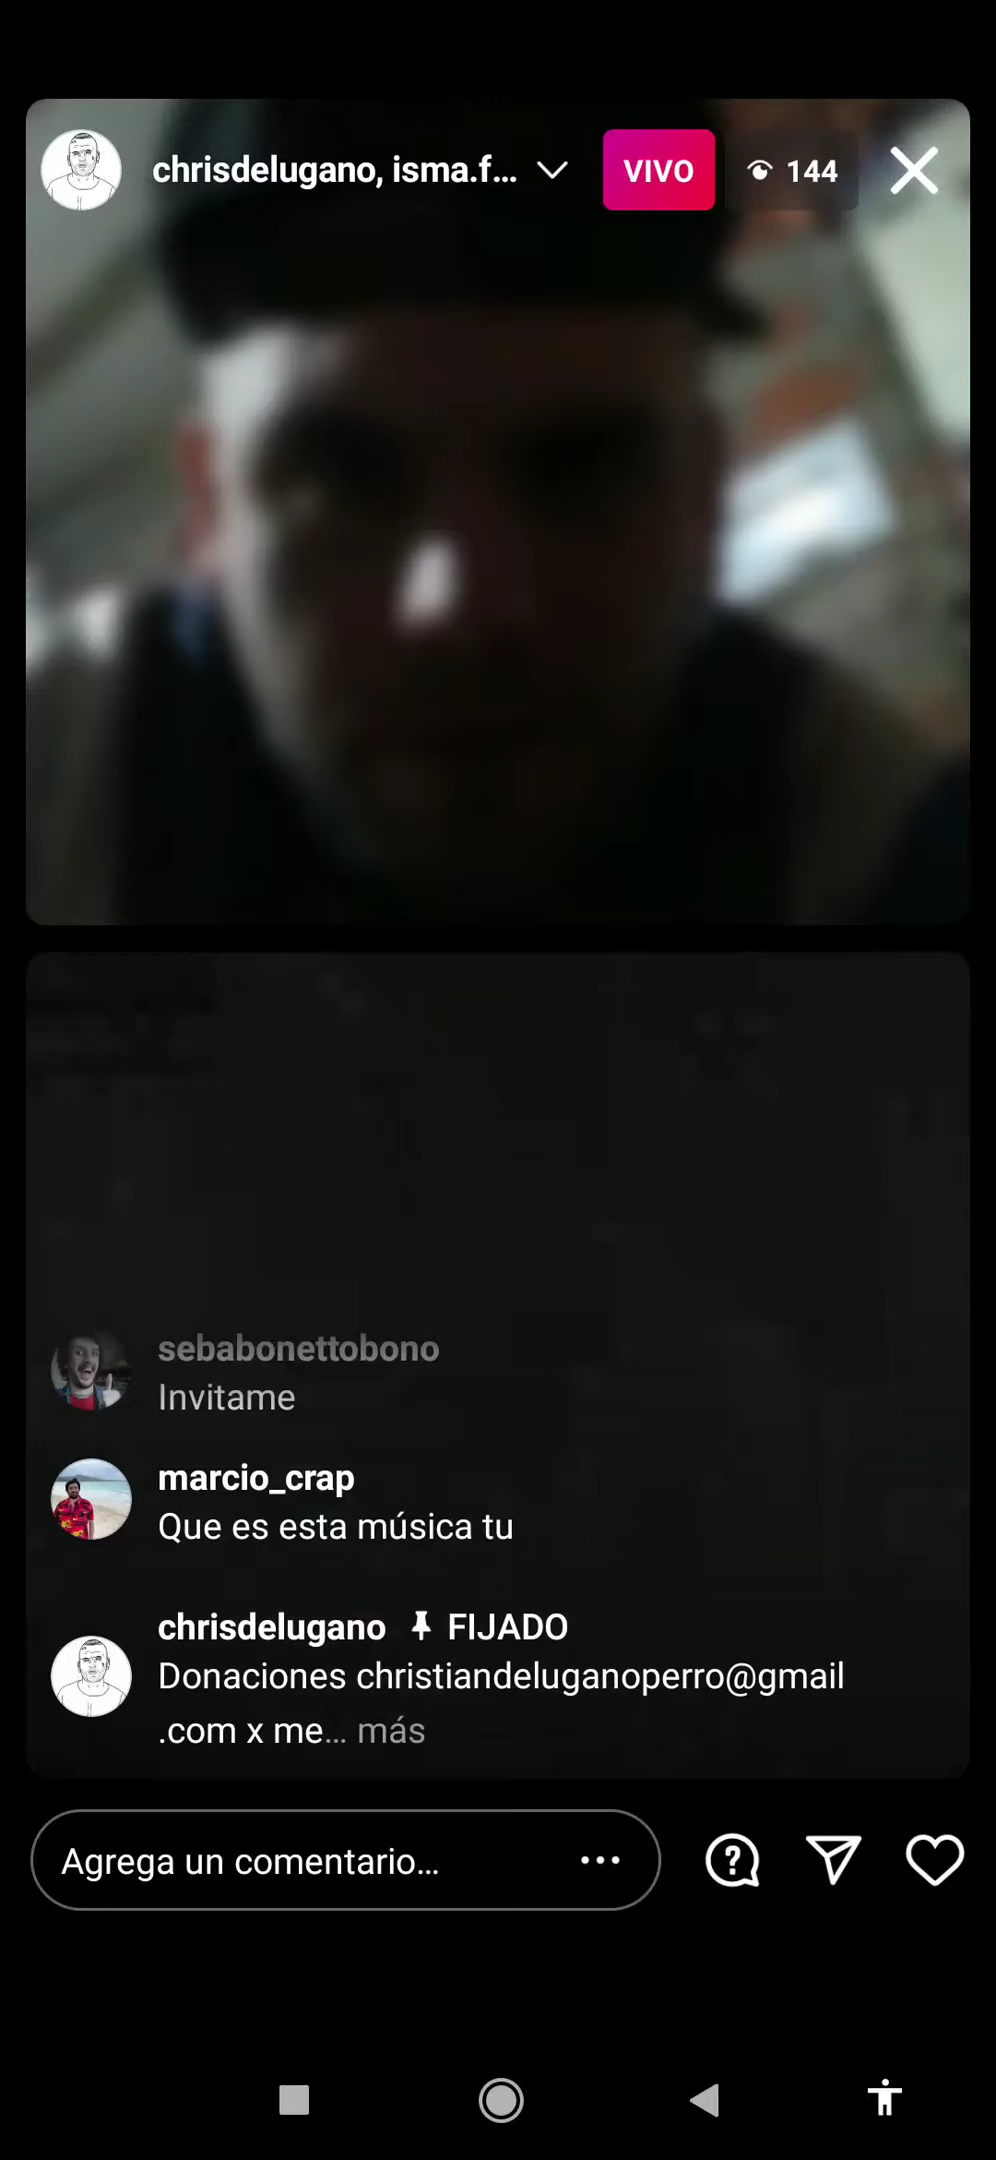 chrisdelugano, isma.f...
VIVO
144
sebabonettobono
Invitame
marcio_crap
Que es esta música tu
chrisdelugano FIJADO
Donaciones christiandeluganoperro@gmail
.com x me... más
Agrega un comentario...